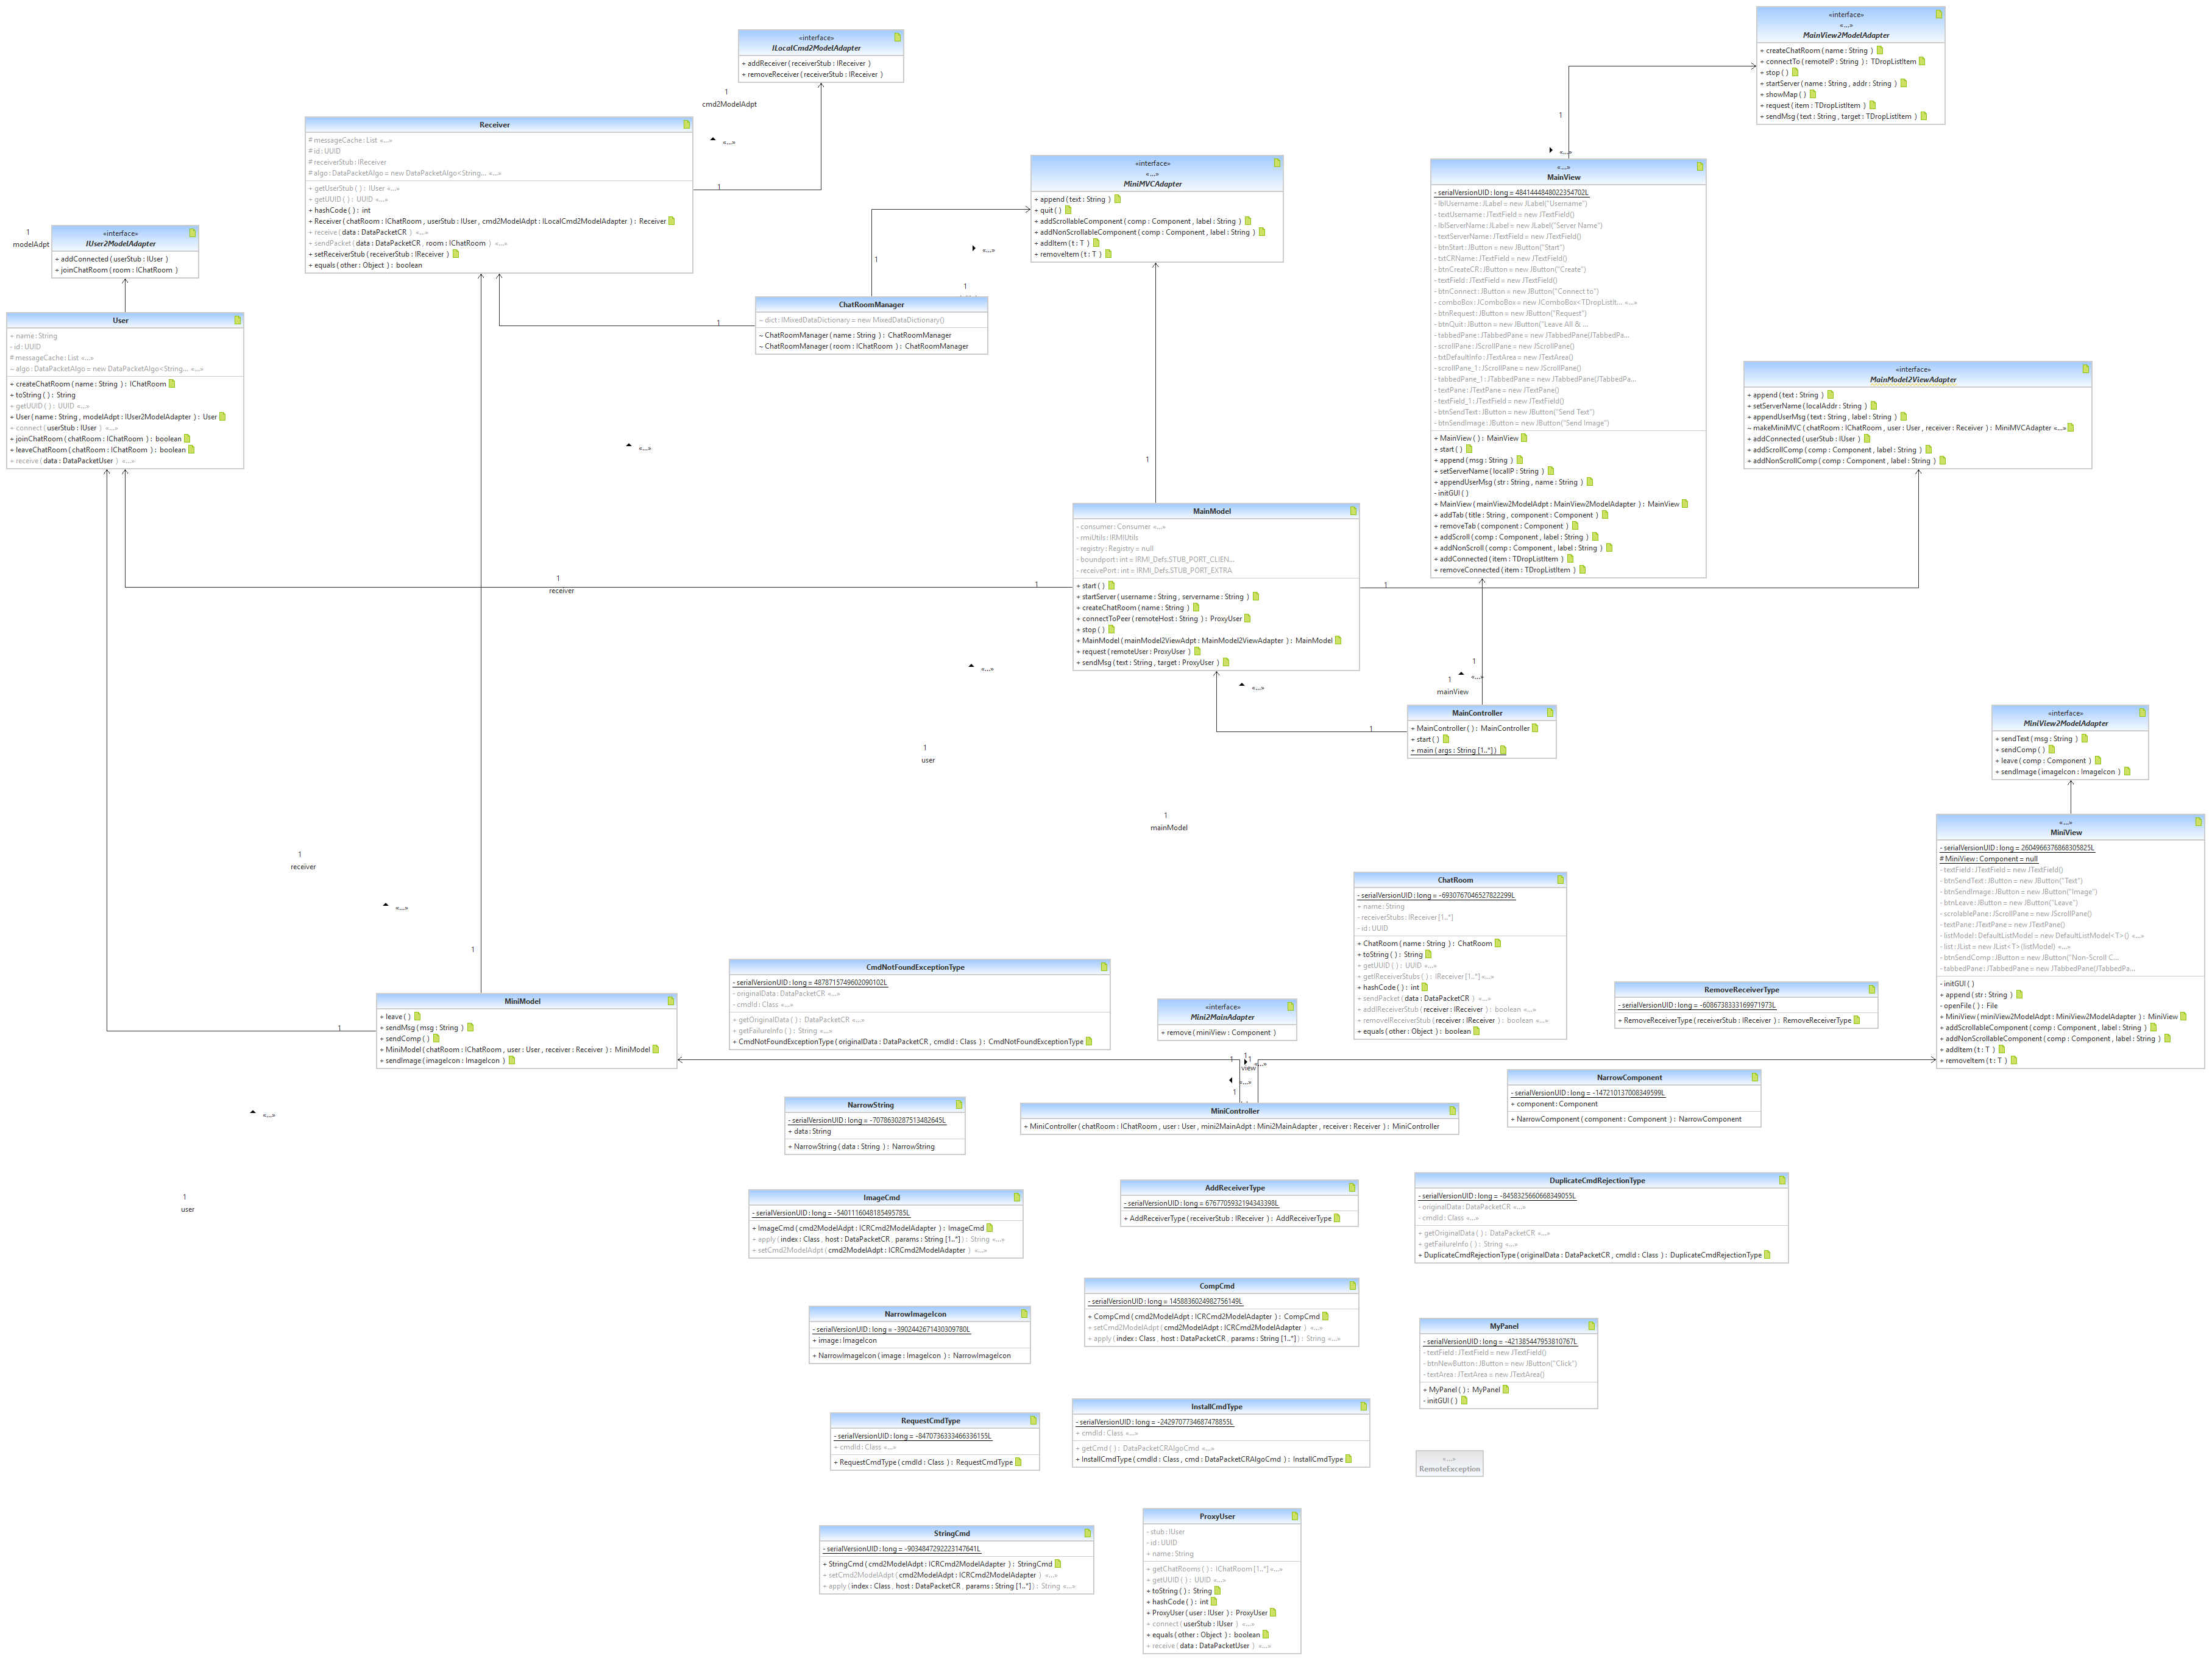 «interface»
«...»
MainView2ModelAdapter
+ createChatRoom ( name : String )
+ connectTo ( remoteIP : String ) : TDropListItem
+ stop ( )
+ startServer ( name : String , addr : String )
+ showMap ( )
+ request ( item : TDropListItem )
+ sendMsg ( text : String , target : TDropListItem )
«interface»
ILocalCmd2ModelAdapter
+ addReceiver ( receiverStub : IReceiver )
+ removeReceiver ( receiverStub : IReceiver )
1
cmd2ModelAdpt
«...»
1
Receiver
# messageCache : List «...»
# id : UUID
# receiverStub : IReceiver
# algo : DataPacketAlgo = new DataPacketAlgo<String... «...»
+ getUserStub ( ) : IUser «...»
+ getUUID ( ) : UUID «...»
+ hashCode ( ) : int
+ Receiver ( chatRoom : IChatRoom , userStub : IUser , cmd2ModelAdpt : ILocalCmd2ModelAdapter ) : Receiver
+ receive ( data : DataPacketCR ) «...»
+ sendPacket ( data : DataPacketCR , room : IChatRoom ) «...»
+ setReceiverStub ( receiverStub : IReceiver )
+ equals ( other : Object ) : boolean
«interface»
«...»
MiniMVCAdapter
+ append ( text : String )
+ quit ( )
+ addScrollableComponent ( comp : Component , label : String )
+ addNonScrollableComponent ( comp : Component , label : String )
+ addItem ( t : T )
+ removeItem ( t : T )
1
«...»
«...»
MainView
- serialVersionUID : long = 4841444848022354702L
- lblUsername : JLabel = new JLabel("Username")
- textUsername : JTextField = new JTextField()
- lblServerName : JLabel = new JLabel("Server Name")
- textServerName : JTextField = new JTextField()
- btnStart : JButton = new JButton("Start")
- txtCRName : JTextField = new JTextField()
- btnCreateCR : JButton = new JButton("Create")
- textField : JTextField = new JTextField()
- btnConnect : JButton = new JButton("Connect to")
- comboBox : JComboBox = new JComboBox<TDropListIt... «...»
- btnRequest : JButton = new JButton("Request")
- btnQuit : JButton = new JButton("Leave All & ...
- tabbedPane : JTabbedPane = new JTabbedPane(JTabbedPa...
- scrollPane : JScrollPane = new JScrollPane()
- txtDefaultInfo : JTextArea = new JTextArea()
- scrollPane_1 : JScrollPane = new JScrollPane()
- tabbedPane_1 : JTabbedPane = new JTabbedPane(JTabbedPa...
- textPane : JTextPane = new JTextPane()
- textField_1 : JTextField = new JTextField()
- btnSendText : JButton = new JButton("Send Text")
- btnSendImage : JButton = new JButton("Send Image")
+ MainView ( ) : MainView
+ start ( )
+ append ( msg : String )
+ setServerName ( localIP : String )
+ appendUserMsg ( str : String , name : String )
- initGUI ( )
+ MainView ( mainView2ModelAdpt : MainView2ModelAdapter ) : MainView
+ addTab ( title : String , component : Component )
+ removeTab ( component : Component )
+ addScroll ( comp : Component , label : String )
+ addNonScroll ( comp : Component , label : String )
+ addConnected ( item : TDropListItem )
+ removeConnected ( item : TDropListItem )
1
modelAdpt
«interface»
IUser2ModelAdapter
+ addConnected ( userStub : IUser )
+ joinChatRoom ( room : IChatRoom )
User
+ name : String
- id : UUID
# messageCache : List «...»
~ algo : DataPacketAlgo = new DataPacketAlgo<String... «...»
+ createChatRoom ( name : String ) : IChatRoom
+ toString ( ) : String
+ getUUID ( ) : UUID «...»
+ User ( name : String , modelAdpt : IUser2ModelAdapter ) : User
+ connect ( userStub : IUser ) «...»
+ joinChatRoom ( chatRoom : IChatRoom ) : boolean
+ leaveChatRoom ( chatRoom : IChatRoom ) : boolean
+ receive ( data : DataPacketUser ) «...»
1
«...»
1
1
ChatRoomManager
~ dict : IMixedDataDictionary = new MixedDataDictionary()
~ ChatRoomManager ( name : String ) : ChatRoomManager
~ ChatRoomManager ( room : IChatRoom ) : ChatRoomManager
«interface»
MainModel2ViewAdapter
+ append ( text : String )
+ setServerName ( localAddr : String )
+ appendUserMsg ( text : String , label : String )
~ makeMiniMVC ( chatRoom : IChatRoom , user : User , receiver : Receiver ) : MiniMVCAdapter «...»
+ addConnected ( userStub : IUser )
+ addScrollComp ( comp : Component , label : String )
+ addNonScrollComp ( comp : Component , label : String )
«...»
1
MainModel
- consumer : Consumer «...»
- rmiUtils : IRMIUtils
- registry : Registry = null
- boundport : int = IRMI_Defs.STUB_PORT_CLIEN...
- receivePort : int = IRMI_Defs.STUB_PORT_EXTRA
+ start ( )
+ startServer ( username : String , servername : String )
+ createChatRoom ( name : String )
+ connectToPeer ( remoteHost : String ) : ProxyUser
+ stop ( )
+ MainModel ( mainModel2ViewAdpt : MainModel2ViewAdapter ) : MainModel
+ request ( remoteUser : ProxyUser )
+ sendMsg ( text : String , target : ProxyUser )
1
receiver
1
1
«...»
«...»
1
«...»
1
mainView
MainController
+ MainController ( ) : MainController
+ start ( )
+ main ( args : String [1..*] )
1
1
user
1
mainModel
«interface»
MiniView2ModelAdapter
+ sendText ( msg : String )
+ sendComp ( )
+ leave ( comp : Component )
+ sendImage ( imageIcon : ImageIcon )
«...»
MiniView
- serialVersionUID : long = 2604966376868305825L
# MiniView : Component = null
- textField : JTextField = new JTextField()
- btnSendText : JButton = new JButton("Text")
- btnSendImage : JButton = new JButton("Image")
- btnLeave : JButton = new JButton("Leave")
- scrolablePane : JScrollPane = new JScrollPane()
- textPane : JTextPane = new JTextPane()
- listModel : DefaultListModel = new DefaultListModel<T>() «...»
- list : JList = new JList<T>(listModel) «...»
- btnSendComp : JButton = new JButton("Non-Scroll C...
- tabbedPane : JTabbedPane = new JTabbedPane(JTabbedPa...
- initGUI ( )
+ append ( str : String )
- openFile ( ) : File
+ MiniView ( miniView2ModelAdpt : MiniView2ModelAdapter ) : MiniView
+ addScrollableComponent ( comp : Component , label : String )
+ addNonScrollableComponent ( comp : Component , label : String )
+ addItem ( t : T )
+ removeItem ( t : T )
1
receiver
«...»
1
1
MiniModel
+ leave ( )
+ sendMsg ( msg : String )
+ sendComp ( )
+ MiniModel ( chatRoom : IChatRoom , user : User , receiver : Receiver ) : MiniModel
+ sendImage ( imageIcon : ImageIcon )
CmdNotFoundExceptionType
- serialVersionUID : long = 4878715749602090102L
- originalData : DataPacketCR «...»
- cmdId : Class «...»
+ getOriginalData ( ) : DataPacketCR «...»
+ getFailureInfo ( ) : String «...»
+ CmdNotFoundExceptionType ( originalData : DataPacketCR , cmdId : Class ) : CmdNotFoundExceptionType
«interface»
Mini2MainAdapter
+ remove ( miniView : Component )
ChatRoom
- serialVersionUID : long = -6930767046527822299L
+ name : String
- receiverStubs : IReceiver [1..*]
- id : UUID
+ ChatRoom ( name : String ) : ChatRoom
+ toString ( ) : String
+ getUUID ( ) : UUID «...»
+ getIReceiverStubs ( ) : IReceiver [1..*] «...»
+ hashCode ( ) : int
+ sendPacket ( data : DataPacketCR ) «...»
+ addIReceiverStub ( receiver : IReceiver ) : boolean «...»
+ removeIReceiverStub ( receiver : IReceiver ) : boolean «...»
+ equals ( other : Object ) : boolean
RemoveReceiverType
- serialVersionUID : long = -6086738333169971973L
+ RemoveReceiverType ( receiverStub : IReceiver ) : RemoveReceiverType
1
1
1
view
«...»
«...»
1
MiniController
+ MiniController ( chatRoom : IChatRoom , user : User , mini2MainAdpt : Mini2MainAdapter , receiver : Receiver ) : MiniController
NarrowComponent
- serialVersionUID : long = -147210137008349599L
+ component : Component
+ NarrowComponent ( component : Component ) : NarrowComponent
«...»
NarrowString
- serialVersionUID : long = -7078630287513482645L
+ data : String
+ NarrowString ( data : String ) : NarrowString
1
user
ImageCmd
- serialVersionUID : long = -5401116048185495785L
+ ImageCmd ( cmd2ModelAdpt : ICRCmd2ModelAdapter ) : ImageCmd
+ apply ( index : Class , host : DataPacketCR , params : String [1..*] ) : String «...»
+ setCmd2ModelAdpt ( cmd2ModelAdpt : ICRCmd2ModelAdapter ) «...»
AddReceiverType
- serialVersionUID : long = 6767705932194343398L
+ AddReceiverType ( receiverStub : IReceiver ) : AddReceiverType
DuplicateCmdRejectionType
- serialVersionUID : long = -8458325660668349055L
- originalData : DataPacketCR «...»
- cmdId : Class «...»
+ getOriginalData ( ) : DataPacketCR «...»
+ getFailureInfo ( ) : String «...»
+ DuplicateCmdRejectionType ( originalData : DataPacketCR , cmdId : Class ) : DuplicateCmdRejectionType
CompCmd
- serialVersionUID : long = 1458836024982756149L
+ CompCmd ( cmd2ModelAdpt : ICRCmd2ModelAdapter ) : CompCmd
+ setCmd2ModelAdpt ( cmd2ModelAdpt : ICRCmd2ModelAdapter ) «...»
+ apply ( index : Class , host : DataPacketCR , params : String [1..*] ) : String «...»
NarrowImageIcon
- serialVersionUID : long = -3902442671430309780L
+ image : ImageIcon
+ NarrowImageIcon ( image : ImageIcon ) : NarrowImageIcon
MyPanel
- serialVersionUID : long = -421385447953810767L
- textField : JTextField = new JTextField()
- btnNewButton : JButton = new JButton("Click")
- textArea : JTextArea = new JTextArea()
+ MyPanel ( ) : MyPanel
- initGUI ( )
RequestCmdType
- serialVersionUID : long = -8470736333466336155L
+ cmdId : Class «...»
+ RequestCmdType ( cmdId : Class ) : RequestCmdType
InstallCmdType
- serialVersionUID : long = -2429707734687478855L
+ cmdId : Class «...»
+ getCmd ( ) : DataPacketCRAlgoCmd «...»
+ InstallCmdType ( cmdId : Class , cmd : DataPacketCRAlgoCmd ) : InstallCmdType
«...»
RemoteException
StringCmd
- serialVersionUID : long = -9034847292223147641L
+ StringCmd ( cmd2ModelAdpt : ICRCmd2ModelAdapter ) : StringCmd
+ setCmd2ModelAdpt ( cmd2ModelAdpt : ICRCmd2ModelAdapter ) «...»
+ apply ( index : Class , host : DataPacketCR , params : String [1..*] ) : String «...»
ProxyUser
- stub : IUser
- id : UUID
+ name : String
+ getChatRooms ( ) : IChatRoom [1..*] «...»
+ getUUID ( ) : UUID «...»
+ toString ( ) : String
+ hashCode ( ) : int
+ ProxyUser ( user : IUser ) : ProxyUser
+ connect ( userStub : IUser ) «...»
+ equals ( other : Object ) : boolean
+ receive ( data : DataPacketUser ) «...»